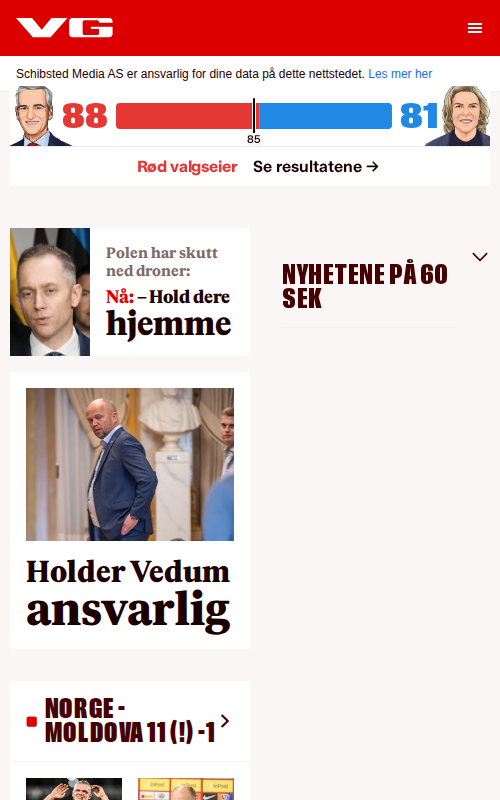 VG
Schibsted Media AS er ansvarlig for dine data på dette nettstedet. Les mer her
88
81
85
Rød valgseier Se resultatene →
Polen har skutt
ned droner:
Nå: – Hold dere
hjemme
NYHETENE PÅ 60
SEK
Holder Vedum
ansvarlig
NORGE -
MOLDOVA 11 (!) -1